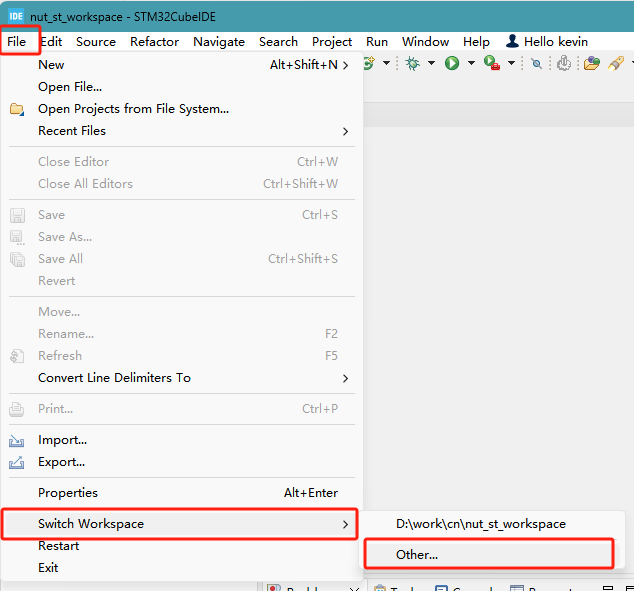 IDE nut_st_workspace - STM32CubeIDE
File Edit Source Refactor Navigate Search Project Run Window Help Hello kevin
New Alt+Shift+N
Open File...
Open Projects from File System...
Recent Files
Close Editor Ctrl+W
Close All Editors Ctrl+Shift+W
Save Ctrl+S
Save As...
Save All Ctrl+Shift+S
Revert
Move...
Rename... F2
Refresh F5
Convert Line Delimiters To
Print... Ctrl+P
Import...
Export...
Properties Alt+Enter
Switch Workspace D:\work\cn\nut_st_workspace
Other...
Restart
Exit